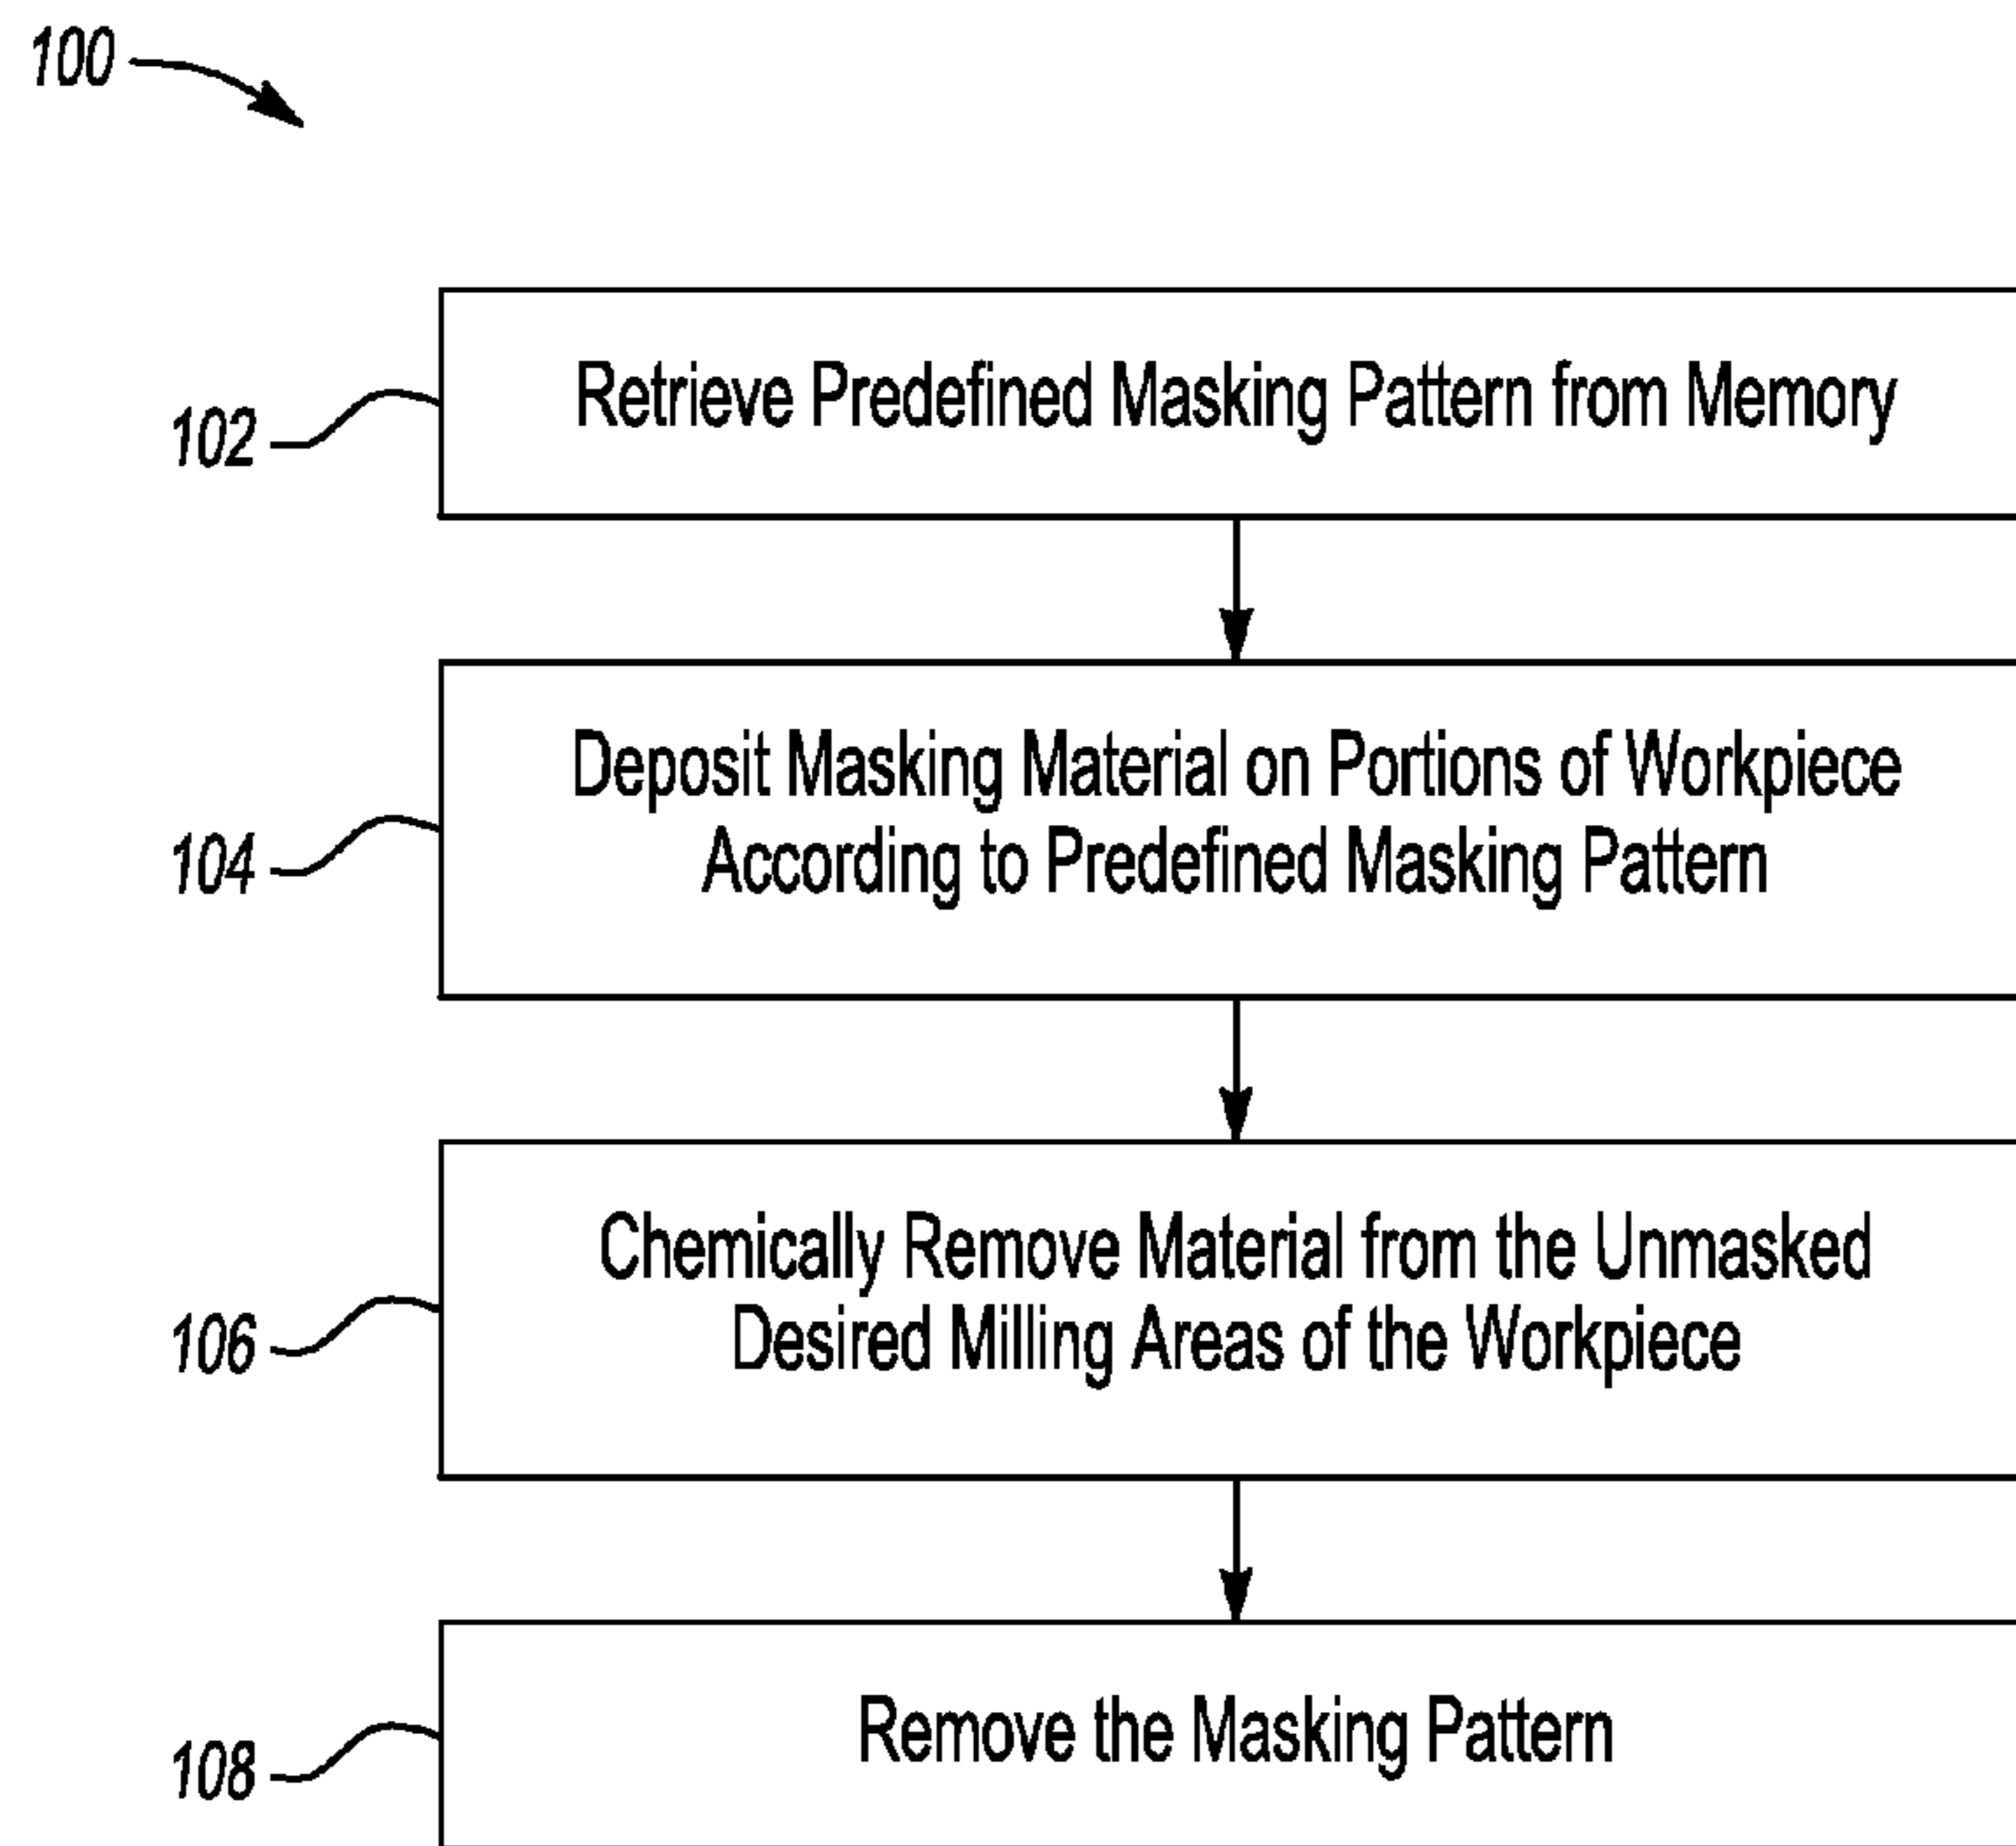 100
102
Retrieve Predefined Masking Pattern from Memory
104
Deposit Masking Material on Portions of Workpiece
According to Predefined Masking Pattern
106
Chemically Remove Material from the Unmasked
Desired Milling Areas of the Workpiece
108
Remove the Masking Pattern